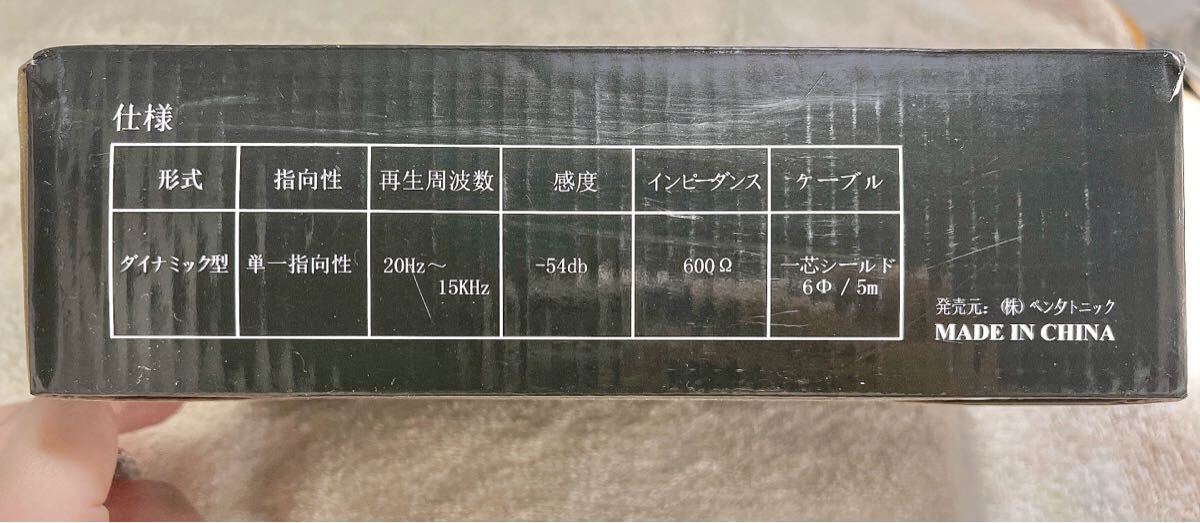 仕様
形式 指向性 再生周波数 感度 インピーダンス ケーブル
ダイナミック型 単一指向性 20Hz～ -54db 600Ω 一芯シールド
15KHz 6Φ / 5m
発売元: ㈱ ペンタトニック
MADE IN CHINA